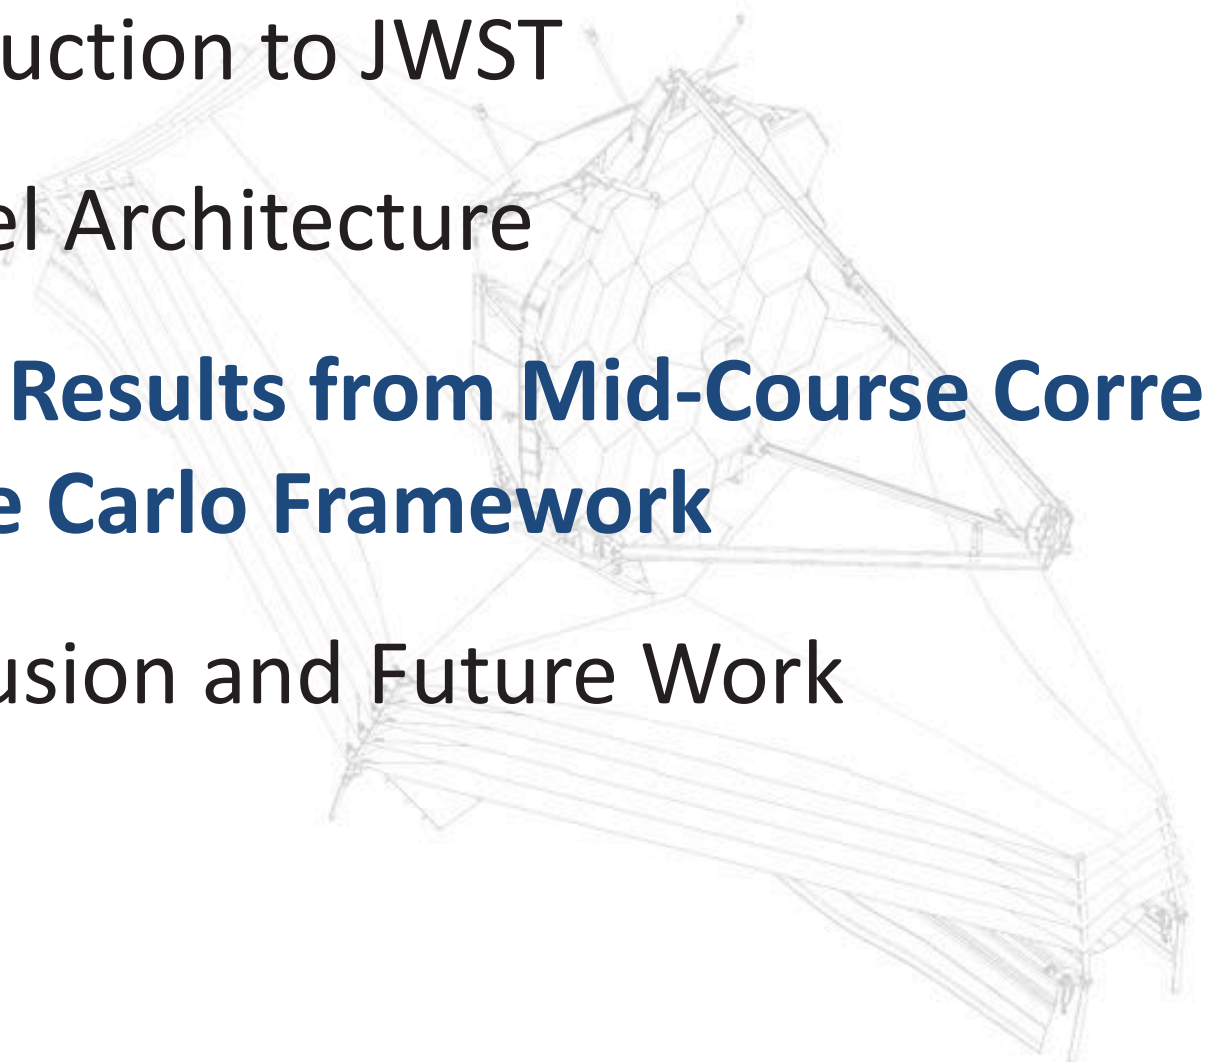 uction to JWST
el Architecture
Results from Mid-Course Corre
e Carlo Framework
usion and Future Work